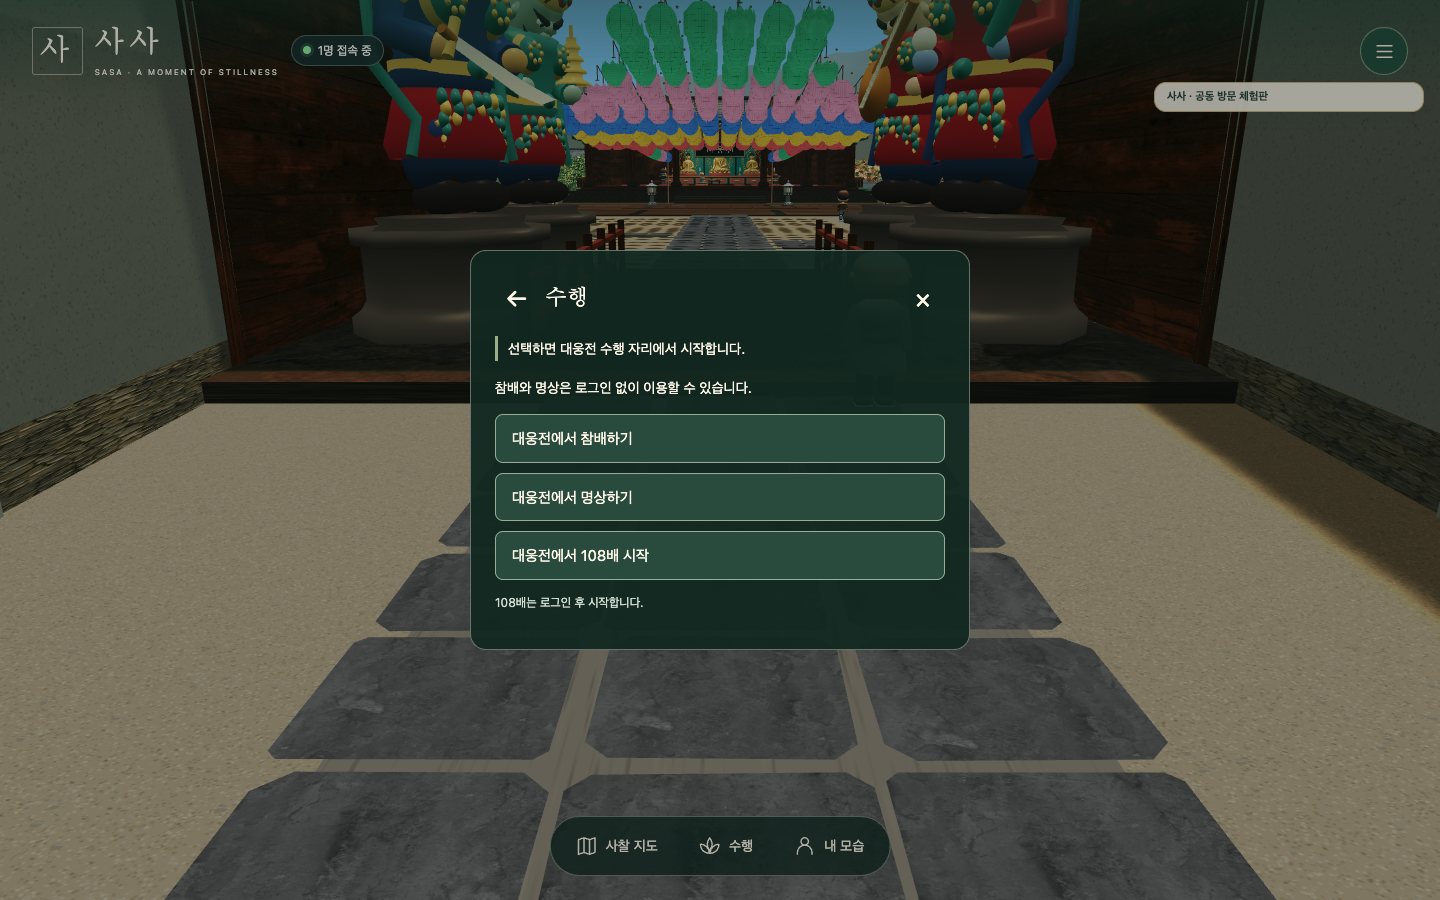 사
사사
SASA · A MOMENT OF STILLNESS
1명 접속 중
사사 · 공동 방문 체험판
수행
선택하면 대웅전 수행 자리에서 시작합니다.
참배와 명상은 로그인 없이 이용할 수 있습니다.
대웅전에서 참배하기
대웅전에서 명상하기
대웅전에서 108배 시작
108배는 로그인 후 시작합니다.
사찰 지도
수행
내 모습